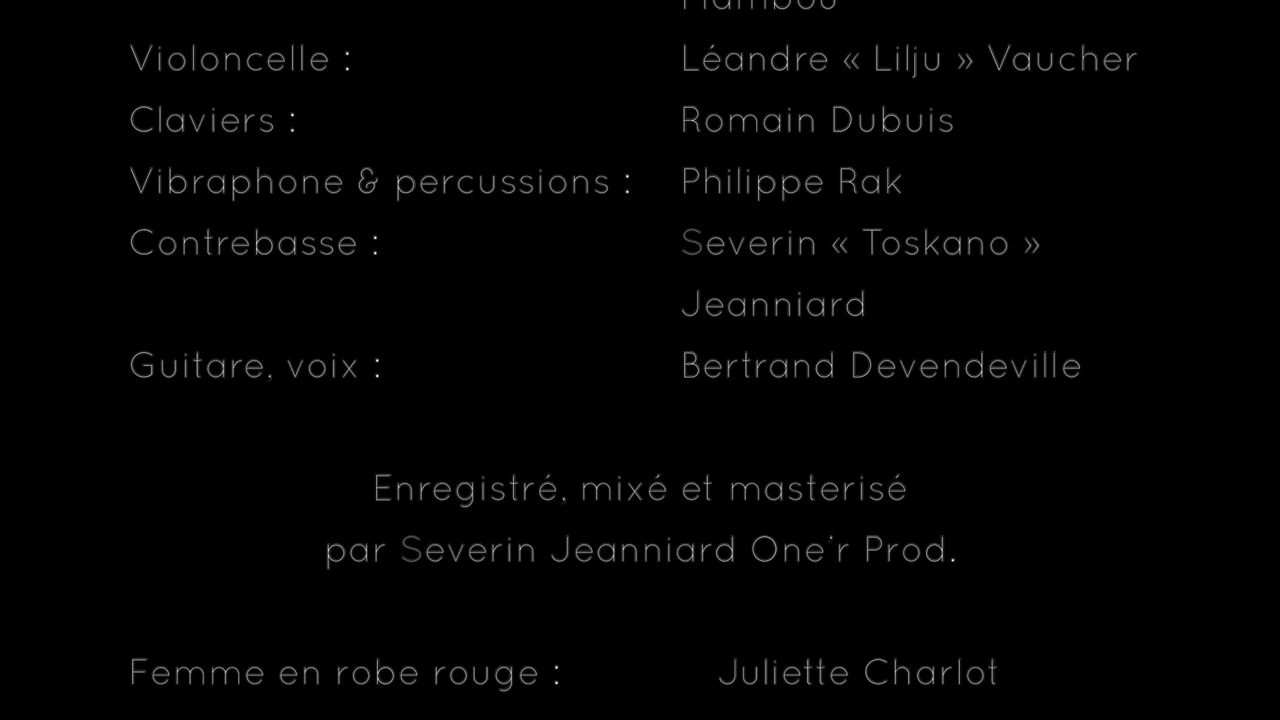 Violoncelle : Léandre « Lilju » Vaucher
Claviers : Romain Dubuis
Vibraphone & percussions : Philippe Rak
Contrebasse : Severin « Toskano »
Jeanniard
Guitare, voix : Bertrand Devendeville
Enregistré, mixé et masterisé
par Severin Jeanniard One'r Prod.
Femme en robe rouge : Juliette Charlot